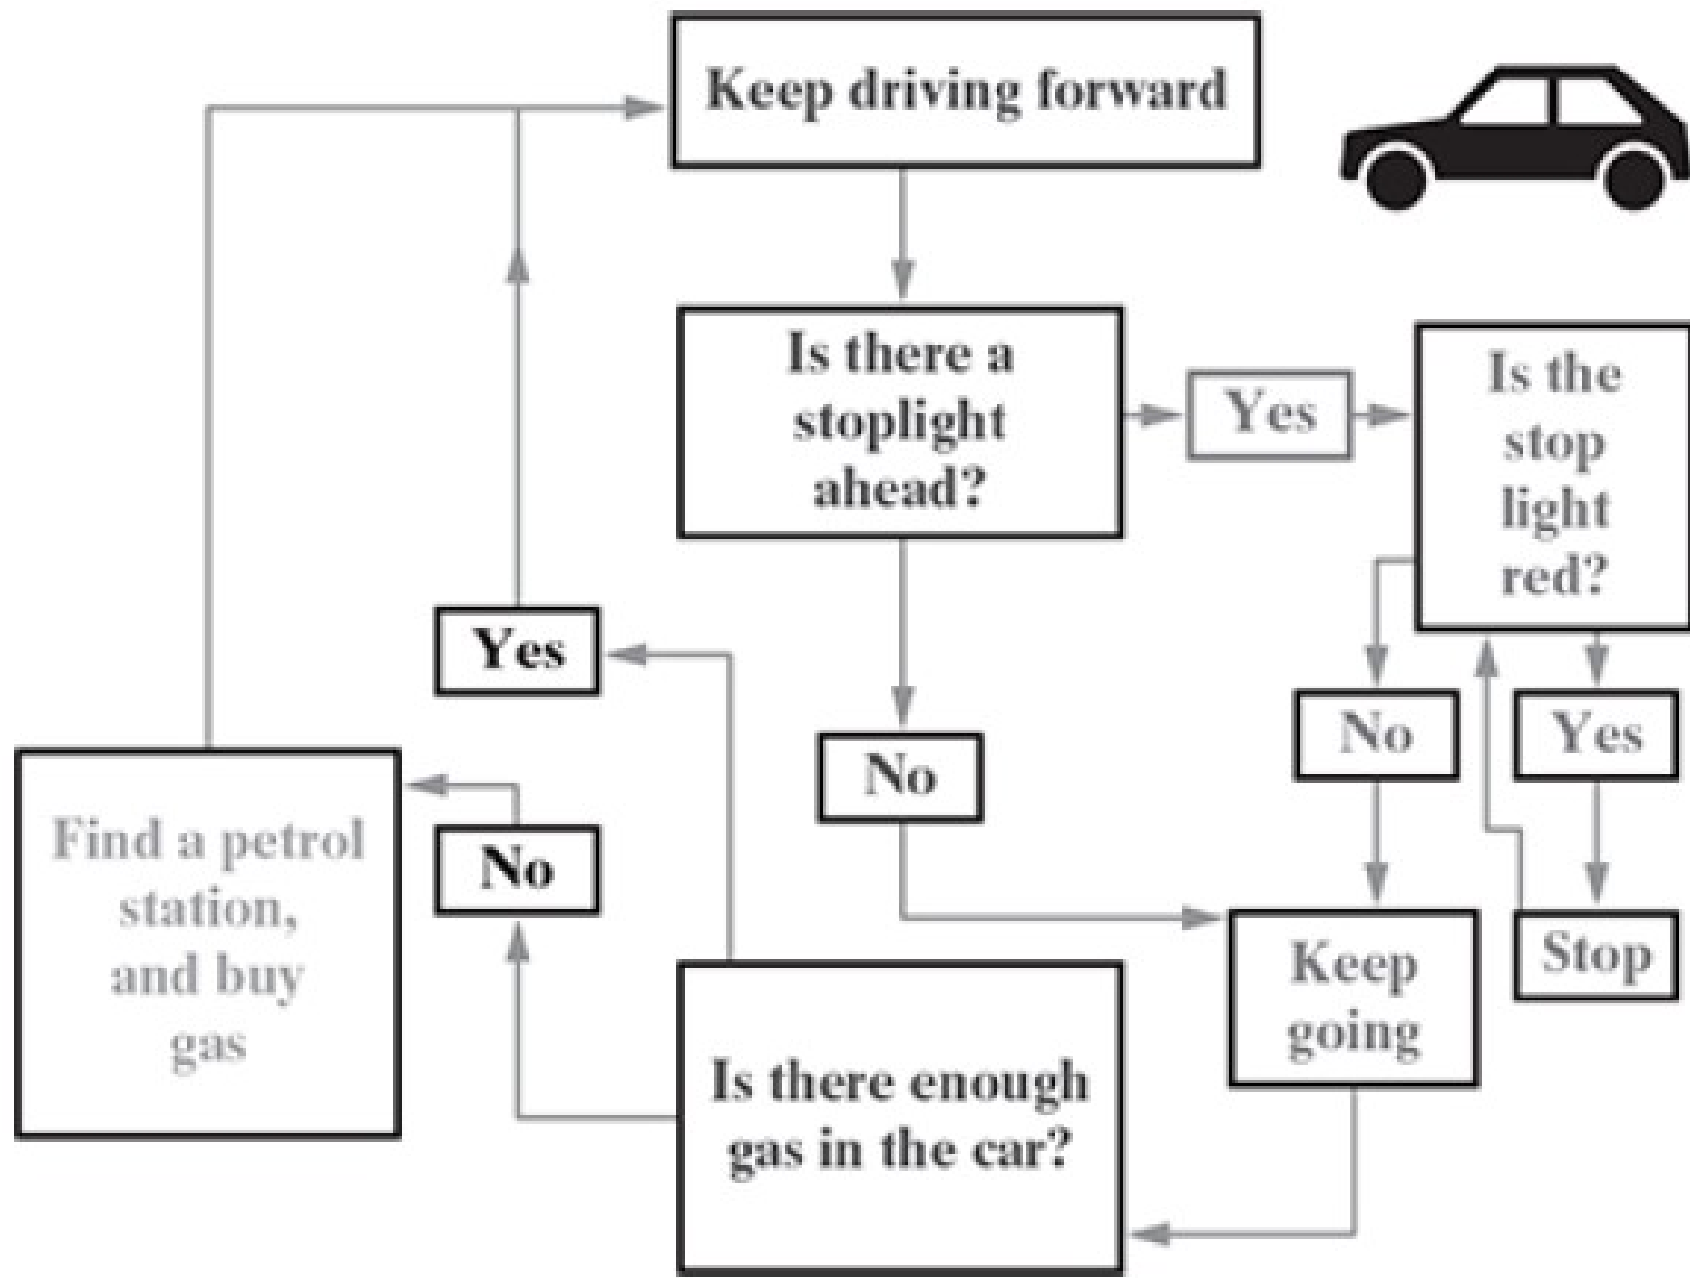 Keep driving forward
Is there a
stoplight
ahead?
Yes
Is the
stop
light
red?
Yes
No
No
Yes
Find a petrol
station,
and buy
gas
No
Keep
going
Stop
Is there enough
gas in the car?